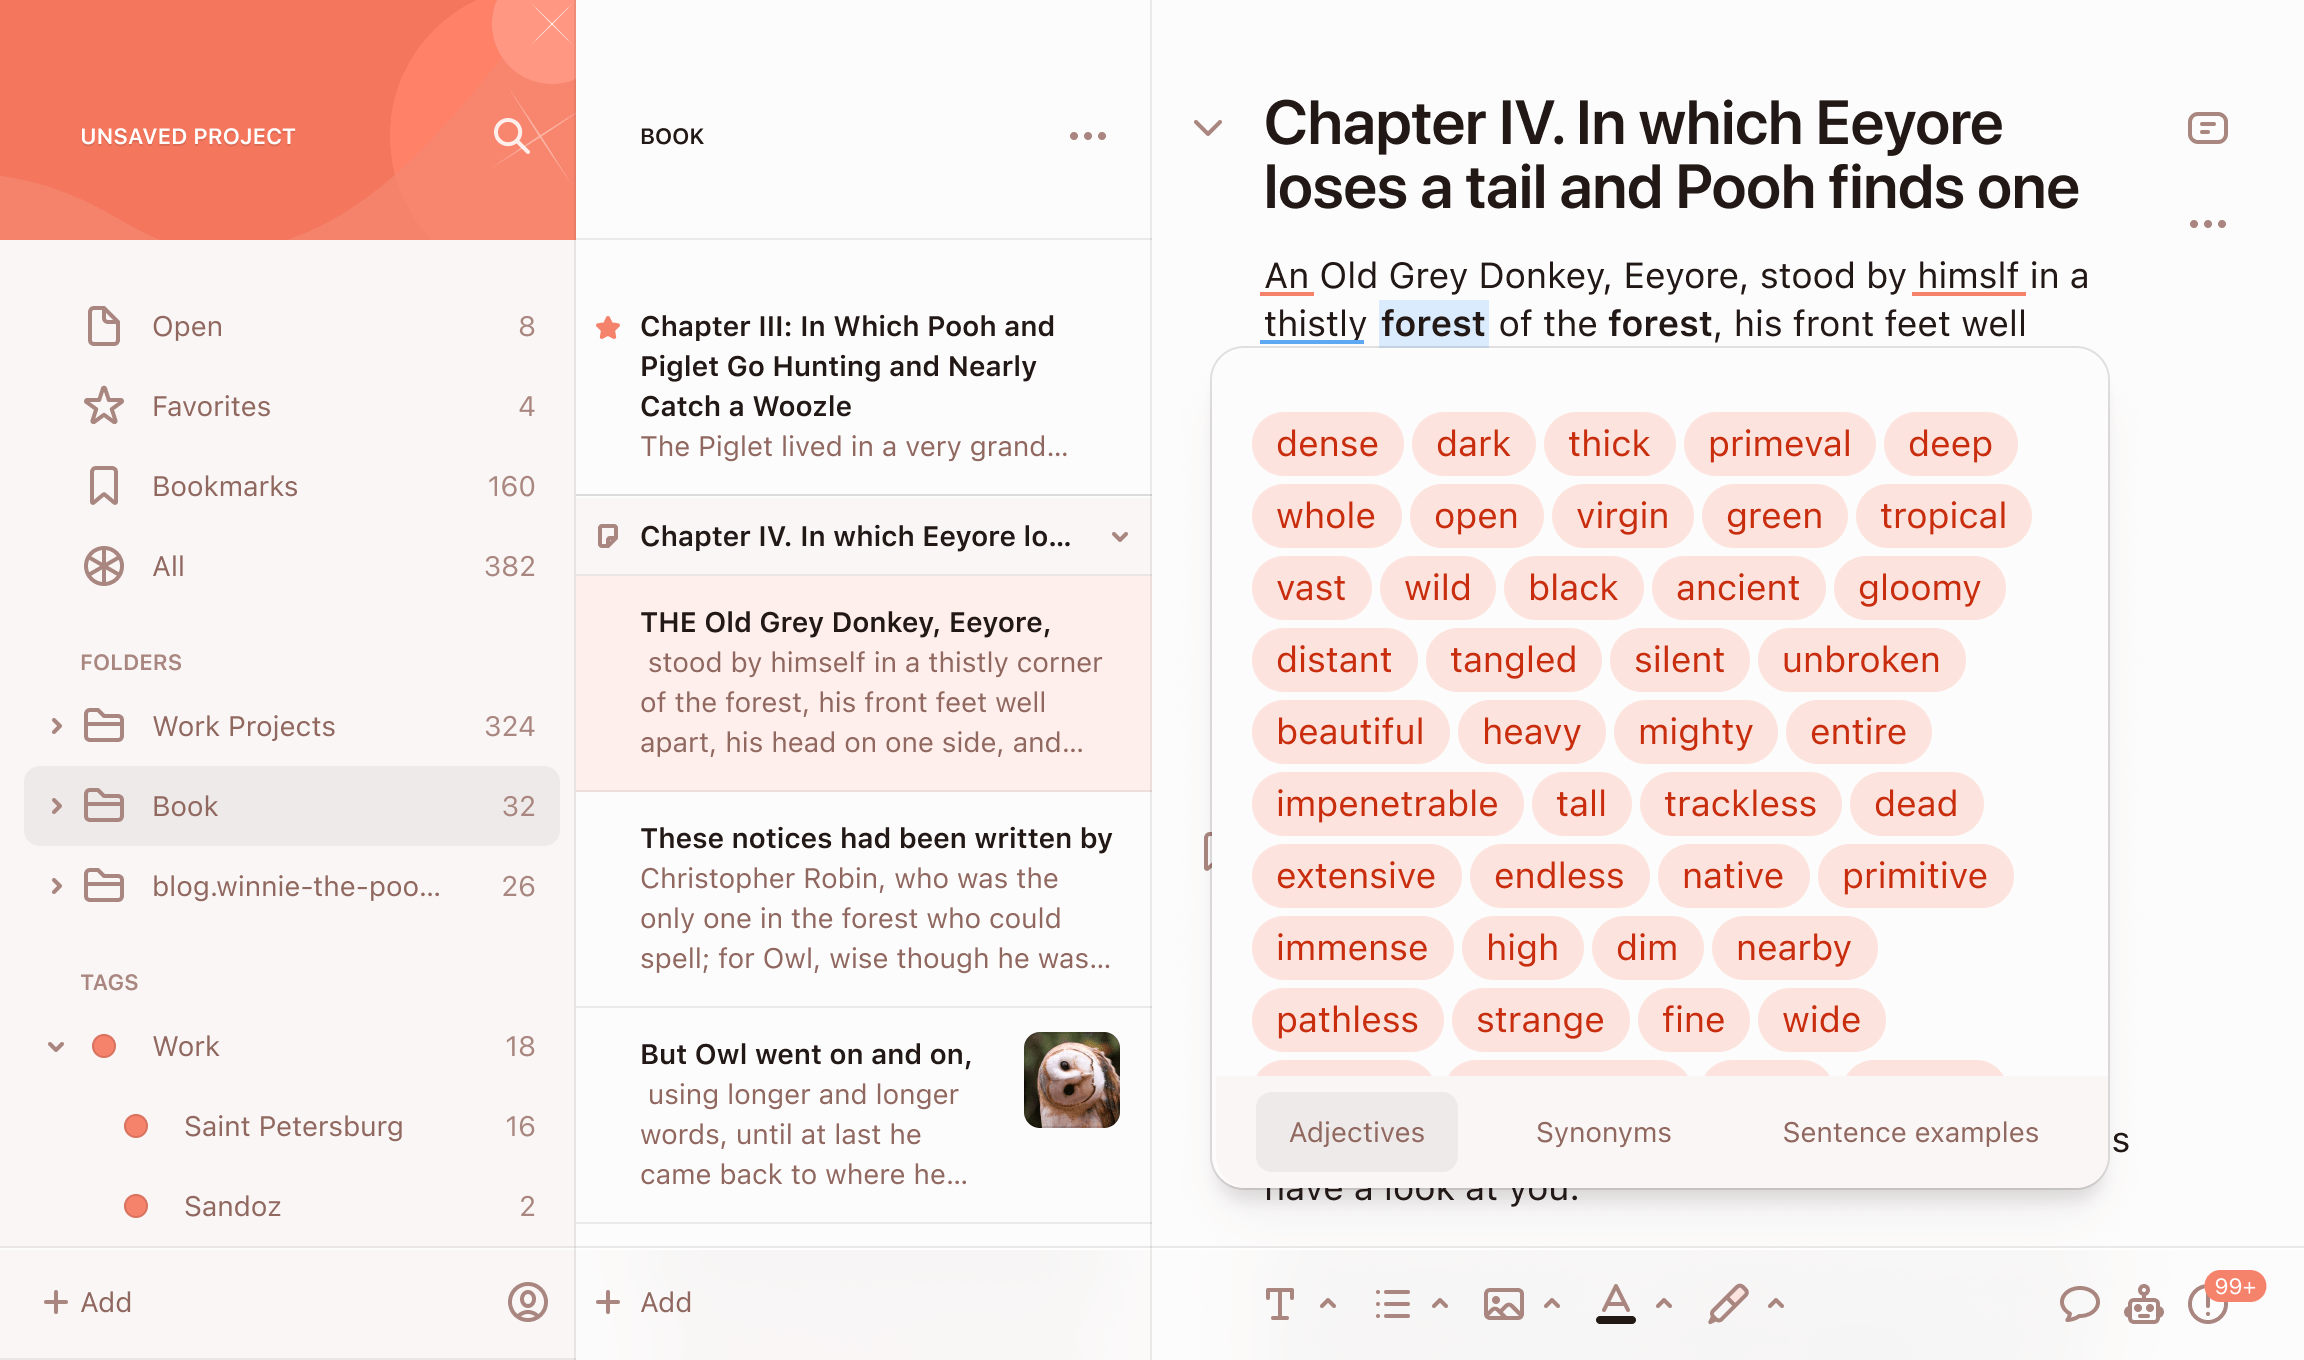 UNSAVED PROJECT
Open 8
Favorites 4
Bookmarks 160
All 382
FOLDERS
Work Projects 324
Book 32
blog.winnie-the-poo... 26
TAGS
Work 18
Saint Petersburg 16
Sandoz 2
Add
BOOK
Chapter III: In Which Pooh and
Piglet Go Hunting and Nearly
Catch a Woozle
The Piglet lived in a very grand...
Chapter IV. In which Eeyore lo...
THE Old Grey Donkey, Eeyore,
stood by himself in a thistly corner
of the forest, his front feet well
apart, his head on one side, and...
These notices had been written by
Christopher Robin, who was the
only one in the forest who could
spell; for Owl, wise though he was...
But Owl went on and on,
using longer and longer
words, until at last he
came back to where he...
Add
Chapter IV. In which Eeyore
loses a tail and Pooh finds one
An Old Grey Donkey, Eeyore, stood by himslf in a
thistly forest of the forest, his front feet well
dense dark thick primeval deep
whole open virgin green tropical
vast wild black ancient gloomy
distant tangled silent unbroken
beautiful heavy mighty entire
impenetrable tall trackless dead
extensive endless native primitive
immense high dim nearby
pathless strange fine wide
Adjectives Synonyms Sentence examples
s
have a look at you.
99+